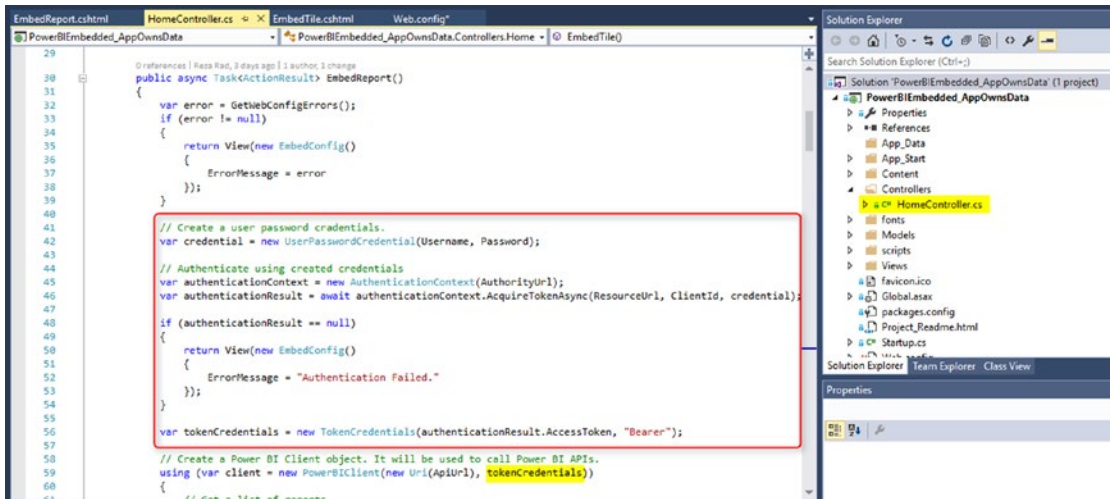 EmbedReport.cshtml HomeController.cs EmbedTile.cshtml Web.config*
PowerBIEmbedded_AppOwnsData PowerBIEmbedded_AppOwnsData.Controllers.Home EmbedTile()
29
0 references | Reza Rad, 3 days ago | 1 author, 1 change
30 public async Task<ActionResult> EmbedReport()
31 {
32 var error = GetWebConfigErrors();
33 if (error != null)
34 {
35 return View(new EmbedConfig()
36 {
37 ErrorMessage = error
38 });
39 }
40
41 // Create a user password cradentials.
42 var credential = new UserPasswordCredential(Username, Password);
43
44 // Authenticate using created credentials
45 var authenticationContext = new AuthenticationContext(AuthorityUrl);
46 var authenticationResult = await authenticationContext.AcquireTokenAsync(ResourceUrl, ClientId, credential);
47
48 if (authenticationResult == null)
49 {
50 return View(new EmbedConfig()
51 {
52 ErrorMessage = "Authentication Failed."
53 });
54 }
55
56 var tokenCredentials = new TokenCredentials(authenticationResult.AccessToken, "Bearer");
57
58 // Create a Power BI Client object. It will be used to call Power BI APIs.
59 using (var client = new PowerBIClient(new Uri(ApiUrl), tokenCredentials))
60 {
61 // Get a list of reports
Solution Explorer
Search Solution Explorer (Ctrl+;)
Solution 'PowerBIEmbedded_AppOwnsData' (1 project)
PowerBIEmbedded_AppOwnsData
Properties
References
App_Data
App_Start
Content
Controllers
C# HomeController.cs
fonts
Models
scripts
Views
favicon.ico
Global.asax
packages.config
Project_Readme.html
C# Startup.cs
Web.config
Solution Explorer Team Explorer Class View
Properties